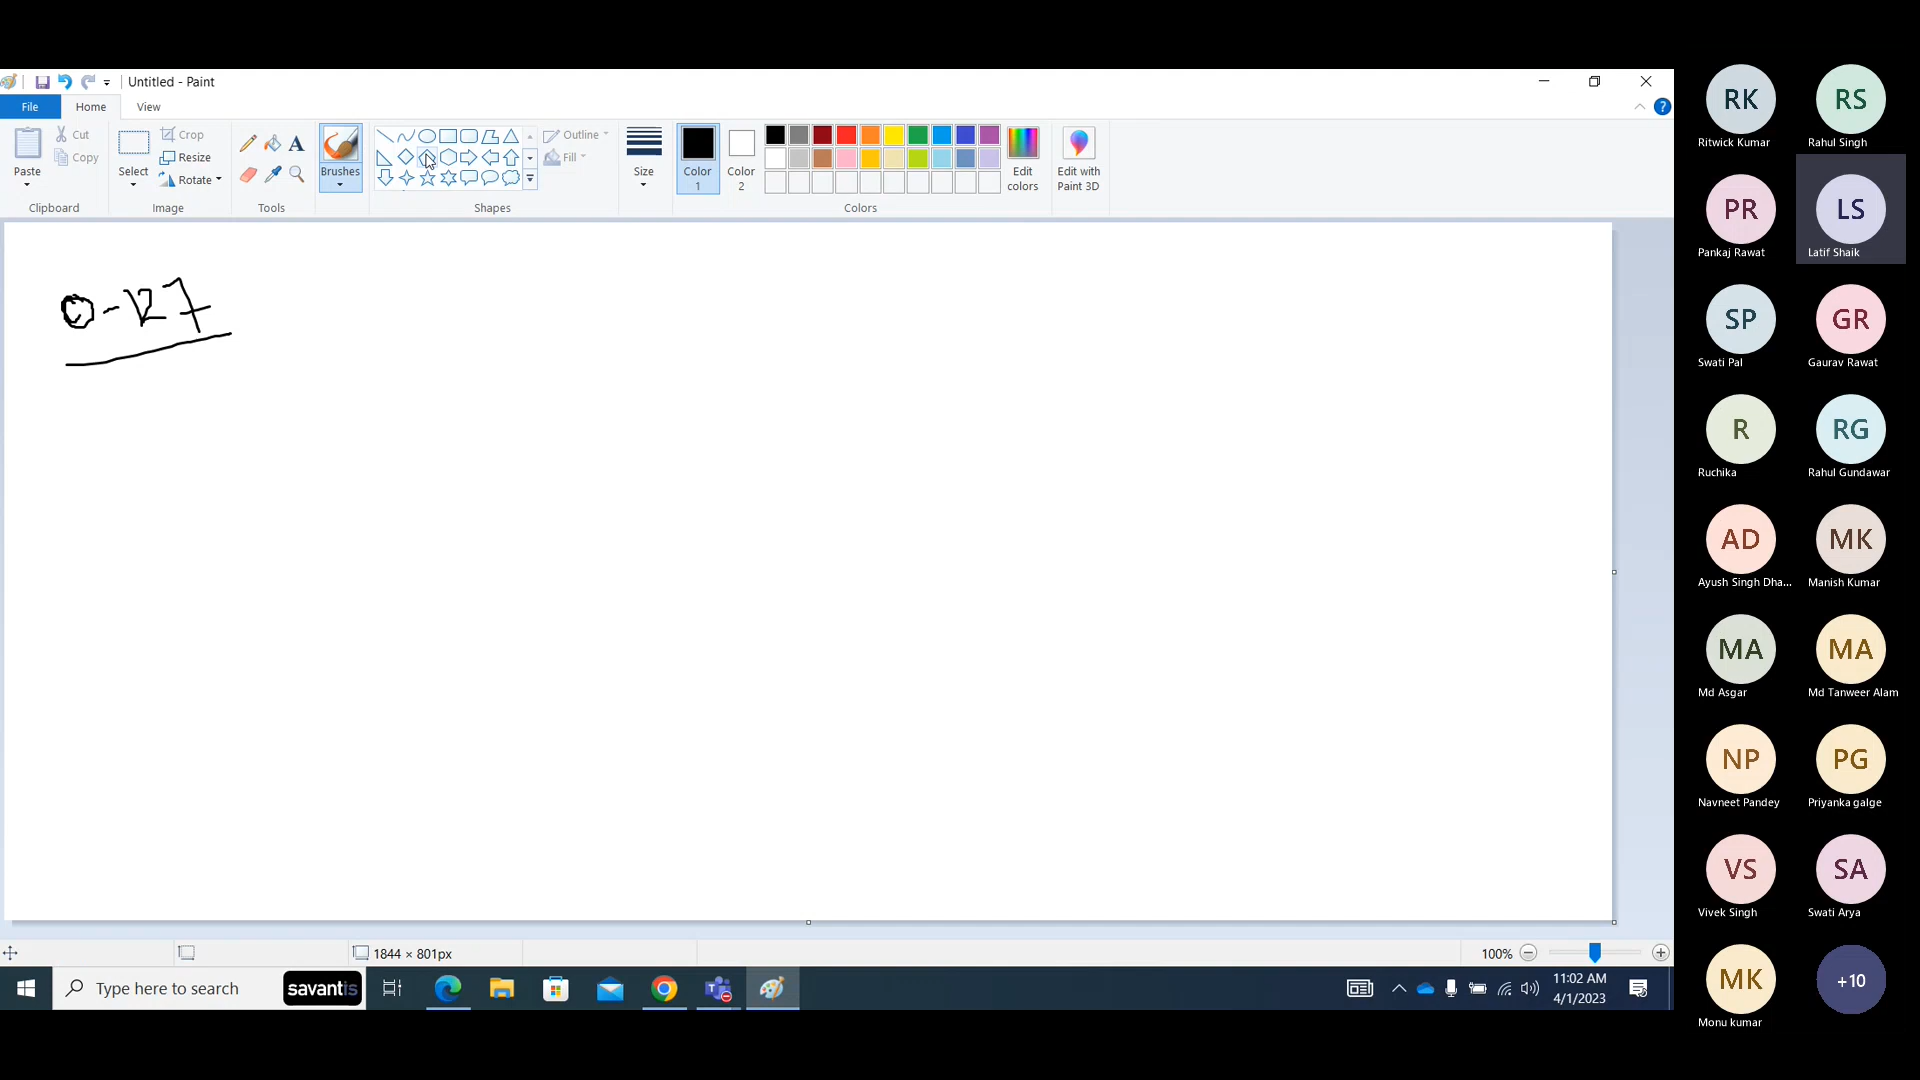 Untitled - Paint
File Home View
Paste
Cut
Copy
Clipboard
Select
Crop
Resize
Rotate
Image
Tools
Brushes
Shapes
Outline
Fill
Size
Color 1
Color 2
Edit colors
Colors
Edit with Paint 3D
0-127
1844 × 801px
100%
Type here to search
savantis
11:02 AM
4/1/2023
RK
Ritwick Kumar
RS
Rahul Singh
PR
Pankaj Rawat
LS
Latif Shaik
SP
Swati Pal
GR
Gaurav Rawat
R
Ruchika
RG
Rahul Gundawar
AD
Ayush Singh Dha...
MK
Manish Kumar
MA
Md Asgar
MA
Md Tanweer Alam
NP
Navneet Pandey
PG
Priyanka galge
VS
Vivek Singh
SA
Swati Arya
MK
Monu kumar
+10